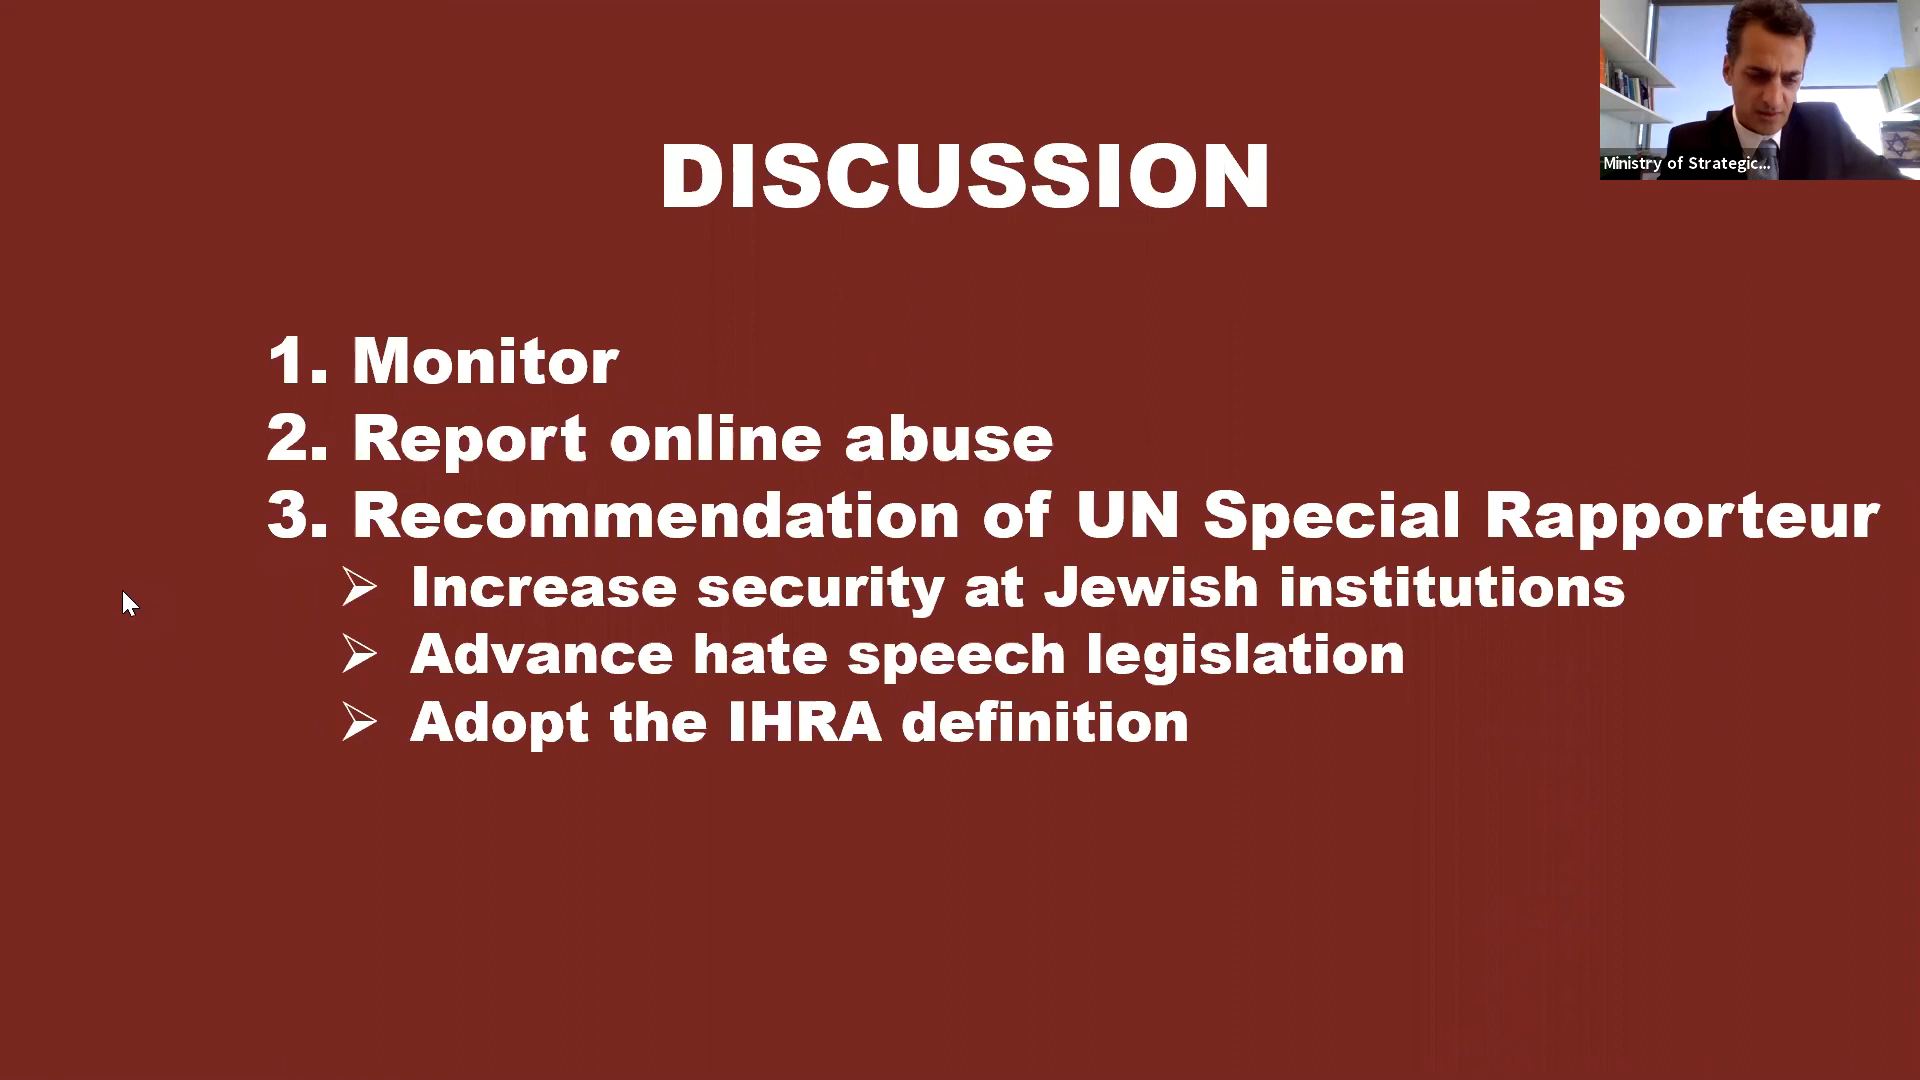 Ministry of Strategic...
DISCUSSION
1. Monitor
2. Report online abuse
3. Recommendation of UN Special Rapporteur
➢ Increase security at Jewish institutions
➢ Advance hate speech legislation
➢ Adopt the IHRA definition